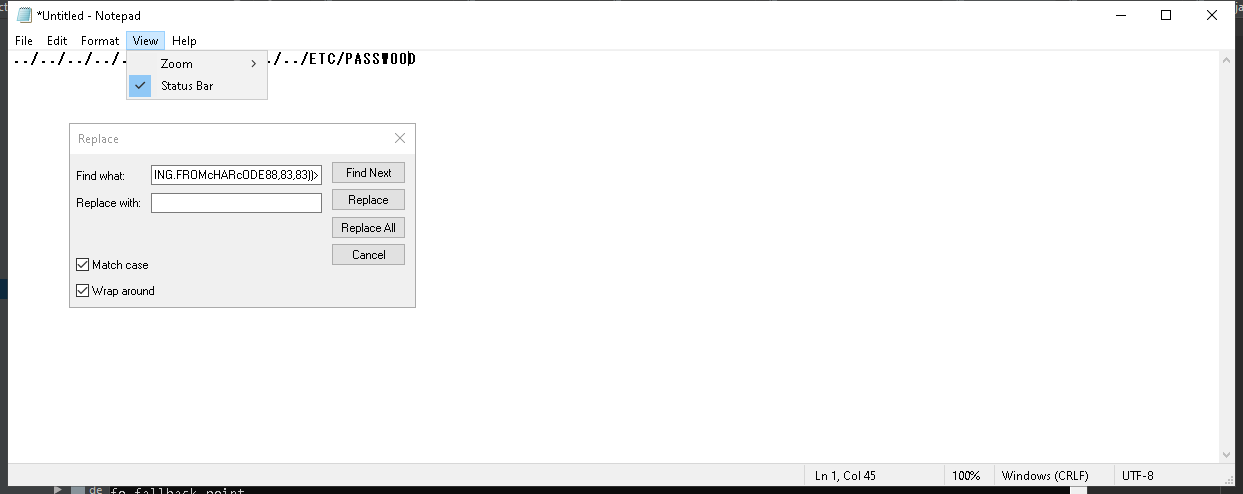 *Untitled - Notepad
File Edit Format View Help
../../../../. /../ETC/PASSWOOD
Zoom
Status Bar
Replace
Find what: ING.FROMcHARcODE88,83,83))> Find Next
Replace with: Replace
Replace All
Cancel
Match case
Wrap around
Ln 1, Col 45 100% Windows (CRLF) UTF-8
de fo fallback point